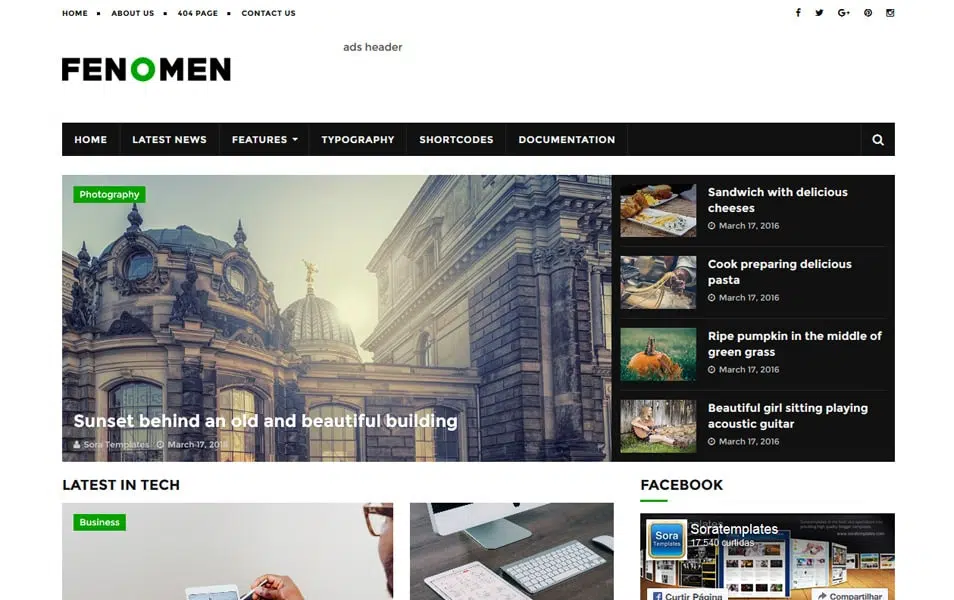 HOME ABOUT US 404 PAGE CONTACT US
ads header
FENOMEN
HOME LATEST NEWS FEATURES TYPOGRAPHY SHORTCODES DOCUMENTATION
Photography
Sunset behind an old and beautiful building
Sora Templates March 17, 2016
Sandwich with delicious
cheeses
March 17, 2016
Cook preparing delicious
pasta
March 17, 2016
Ripe pumpkin in the middle of
green grass
March 17, 2016
Beautiful girl sitting playing
acoustic guitar
March 17, 2016
LATEST IN TECH
Business
FACEBOOK
Sora
Templates
Soratemplates
17.540 curtidas
www.soratemplates.com
Curtir Página
Compartilhar